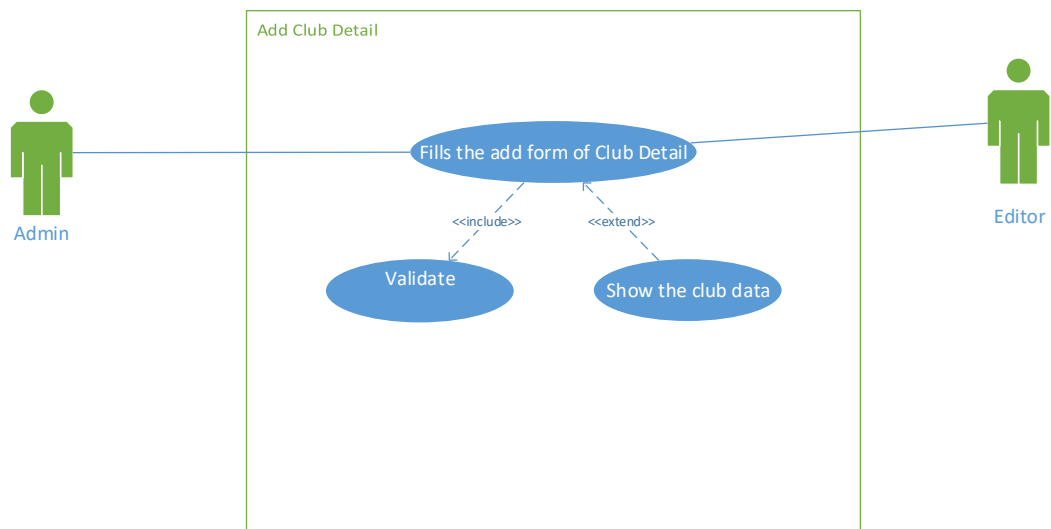 Add Club Detail
Fills the add form of Club Detail
<<include>>
<<extend>>
Admin
Editor
Validate
Show the club data